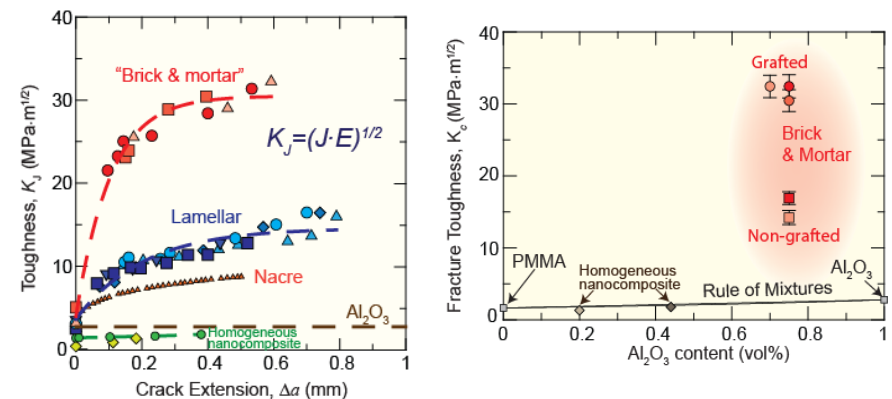 40
30
20
10
0
0
0.2
0.4
0.6
0.8
1
Toughness, K_J (MPa·m^1/2)
Crack Extension, Δa (mm)
"Brick & mortar"
K_J=(J·E)^1/2
Lamellar
Nacre
Al₂O₃
Homogeneous
nanocomposite
40
30
20
10
0
0
0.2
0.4
0.6
0.8
1
Fracture Toughness, K_c (MPa·m^1/2)
Al₂O₃ content (vol%)
Grafted
Brick
& Mortar
Non-grafted
PMMA
Homogeneous
nanocomposite
Rule of Mixtures
Al₂O₃